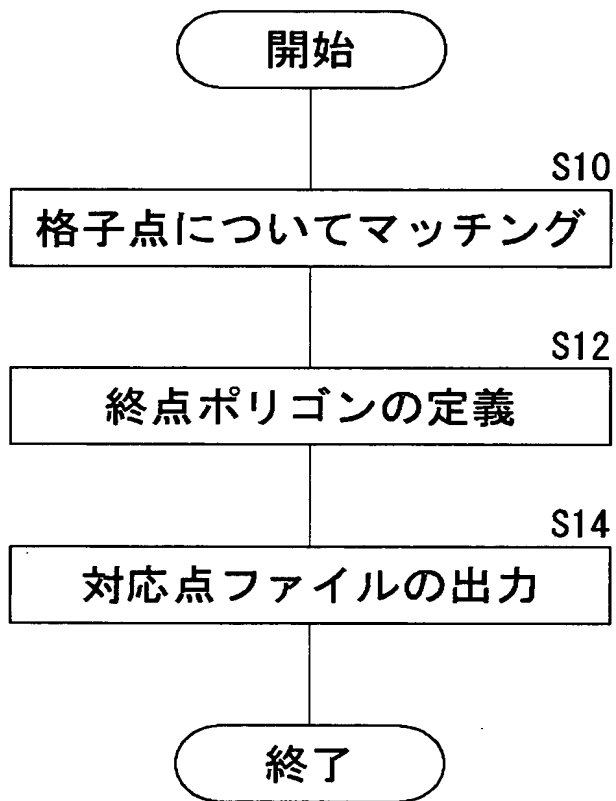 開始
S10
格子点についてマッチング
S12
終点ポリゴンの定義
S14
対応点ファイルの出力
終了